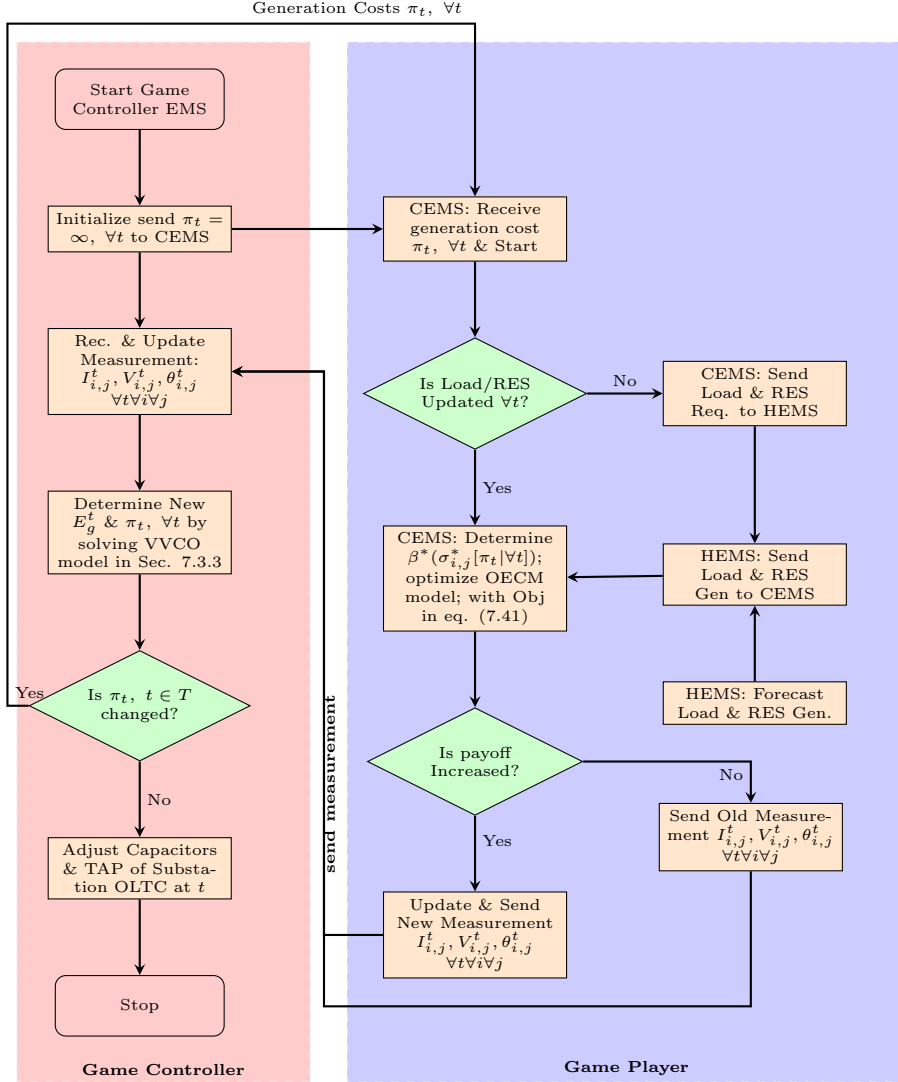 Generation Costs π_t, ∀t
Start Game
Controller EMS
Initialize send π_t =
∞, ∀t to CEMS
Rec. & Update
Measurement:
I^t_{i,j}, V^t_{i,j}, θ^t_{i,j}
∀t∀i∀j
Determine New
E^t_g & π_t, ∀t by
solving VVCO
model in Sec. 7.3.3
Is π_t, t ∈ T
changed?
Yes
No
Adjust Capacitors
& TAP of Substa-
tion OLTC at t
Stop
Game Controller
send measurement
CEMS: Receive
generation cost
π_t, ∀t & Start
Is Load/RES
Updated ∀t?
No
CEMS: Send
Load & RES
Req. to HEMS
Yes
CEMS: Determine
β*(σ*_{i,j}[π_t|∀t]);
optimize OECM
model; with Obj
in eq. (7.41)
HEMS: Send
Load & RES
Gen to CEMS
HEMS: Forecast
Load & RES Gen.
Is payoff
Increased?
No
Send Old Measure-
ment I^t_{i,j}, V^t_{i,j}, θ^t_{i,j}
∀t∀i∀j
Yes
Update & Send
New Measurement
I^t_{i,j}, V^t_{i,j}, θ^t_{i,j}
∀t∀i∀j
Game Player